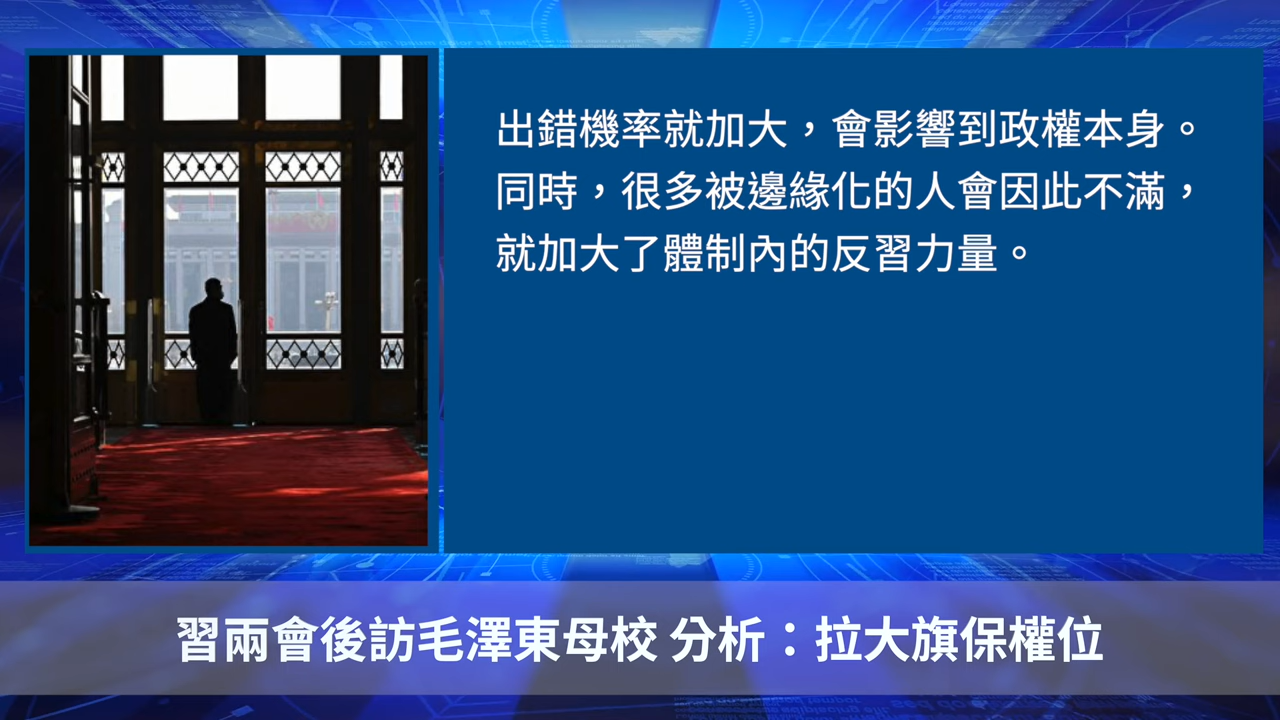 出錯機率就加大，會影響到政權本身。
同時，很多被邊緣化的人會因此不滿，
就加大了體制內的反習力量。
習兩會後訪毛澤東母校 分析：拉大旗保權位